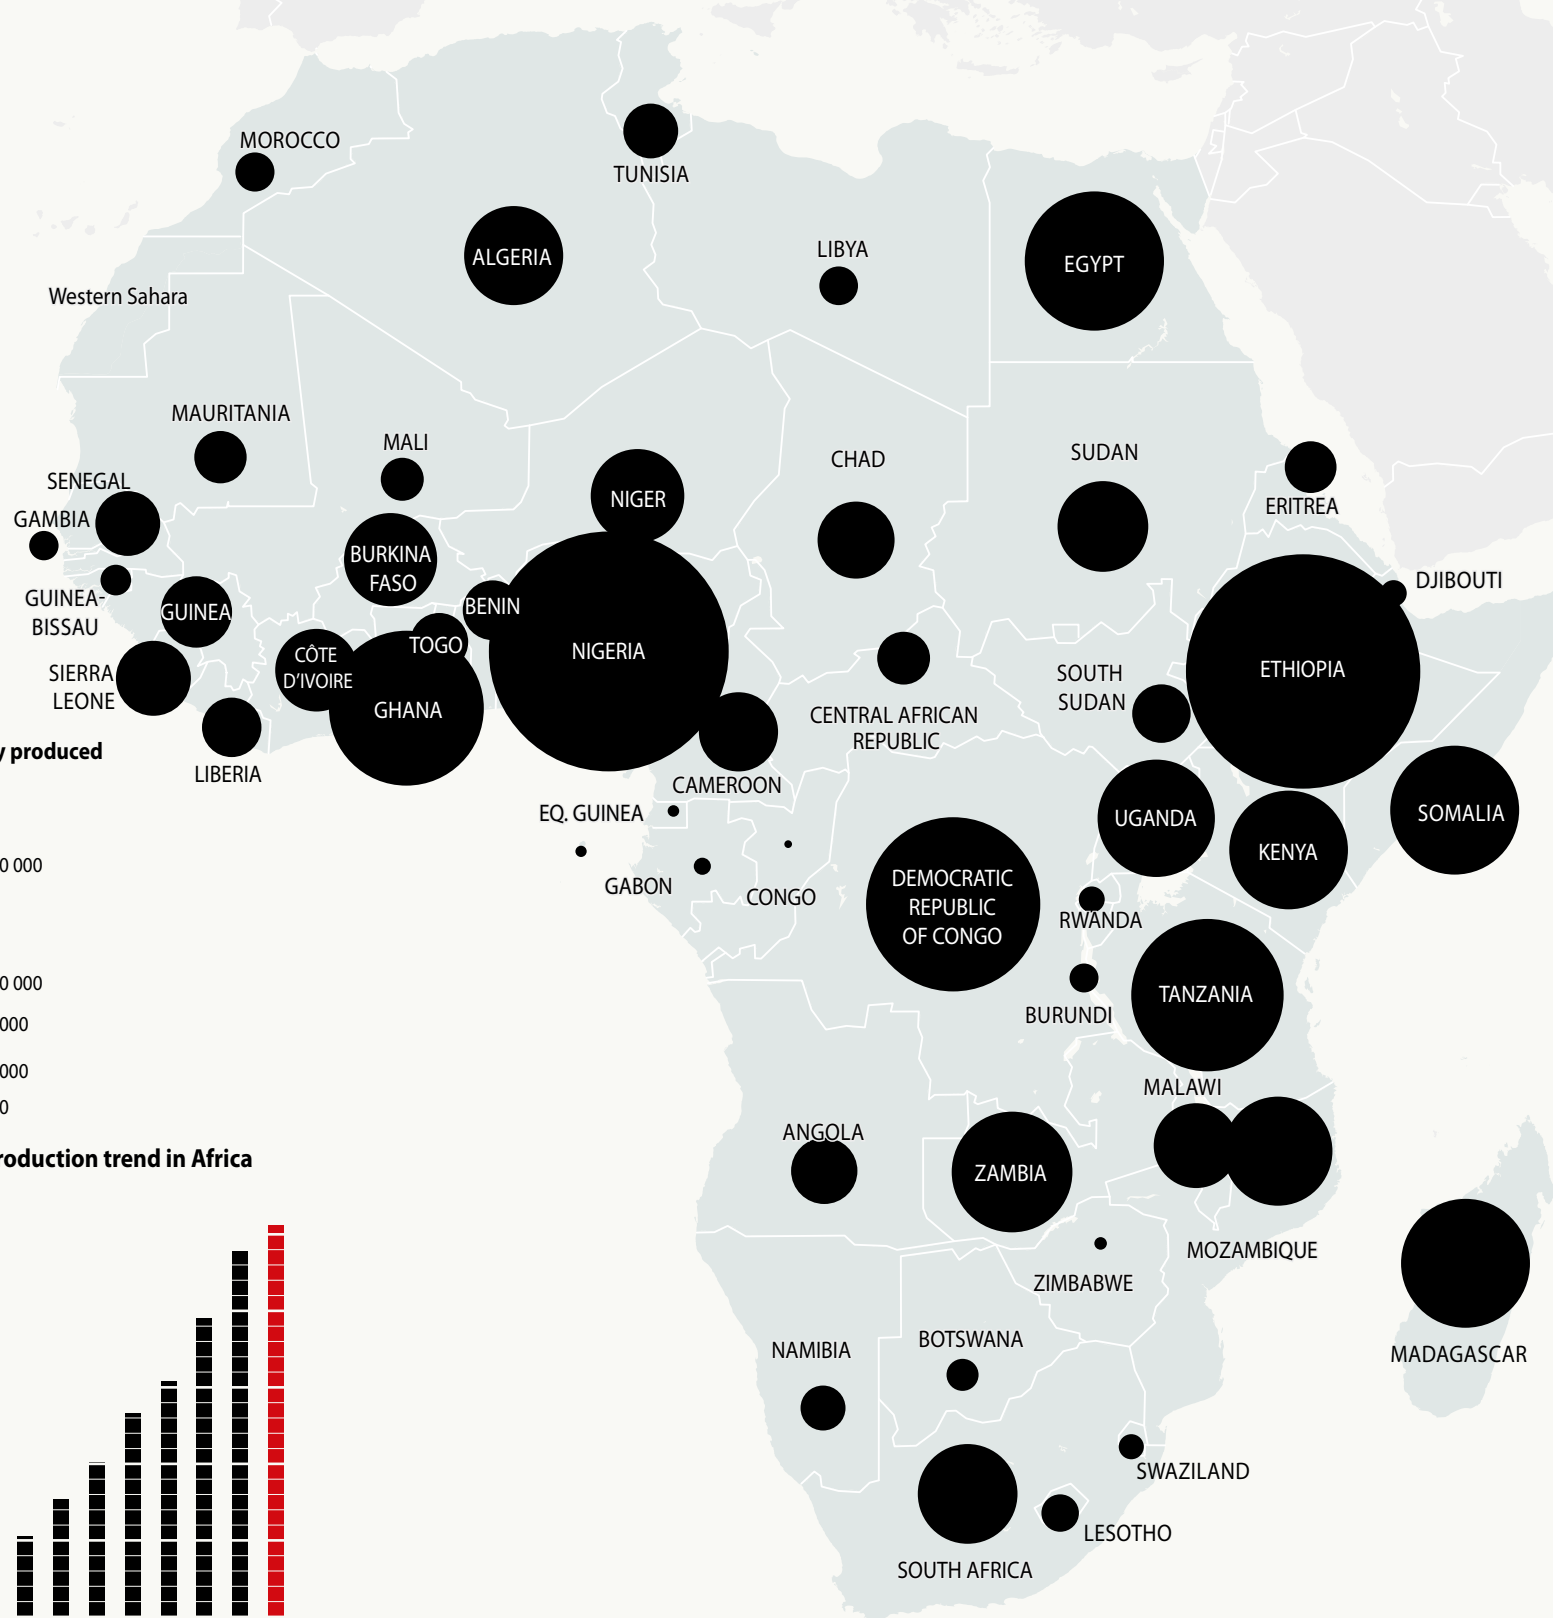 MOROCCO
TUNISIA
ALGERIA
LIBYA
EGYPT
Western Sahara
MAURITANIA
MALI
SENEGAL
GAMBIA
NIGER
CHAD
SUDAN
ERITREA
BURKINA
FASO
GUINEA-
BISSAU
GUINEA
BENIN
DJIBOUTI
TOGO
CÔTE
D'IVOIRE
NIGERIA
SIERRA
LEONE
GHANA
SOUTH
SUDAN
ETHIOPIA
CENTRAL AFRICAN
REPUBLIC
y produced
LIBERIA
CAMEROON
EQ. GUINEA
UGANDA
SOMALIA
KENYA
0 000
GABON
CONGO
DEMOCRATIC
REPUBLIC
OF CONGO
RWANDA
0 000
TANZANIA
BURUNDI
000
000
MALAWI
0
ANGOLA
roduction trend in Africa
ZAMBIA
MOZAMBIQUE
ZIMBABWE
NAMIBIA
BOTSWANA
MADAGASCAR
SWAZILAND
LESOTHO
SOUTH AFRICA